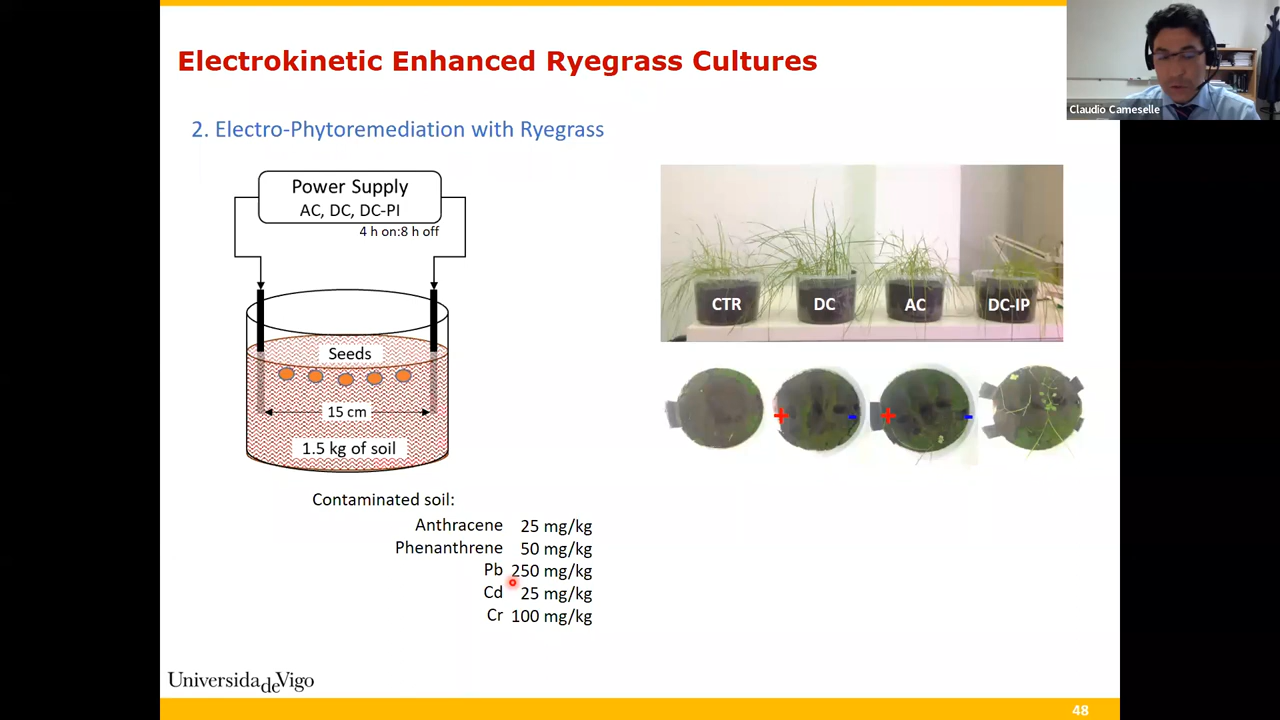 Electrokinetic Enhanced Ryegrass Cultures
Claudio Cameselle
2. Electro-Phytoremediation with Ryegrass
Power Supply
AC, DC, DC-PI
4 h on:8 h off
Seeds
15 cm
1.5 kg of soil
CTR
DC
AC
DC-IP
+
-
+
-
Contaminated soil:
Anthracene 25 mg/kg
Phenanthrene 50 mg/kg
Pb 250 mg/kg
Cd 25 mg/kg
Cr 100 mg/kg
UniversidadeVigo
48